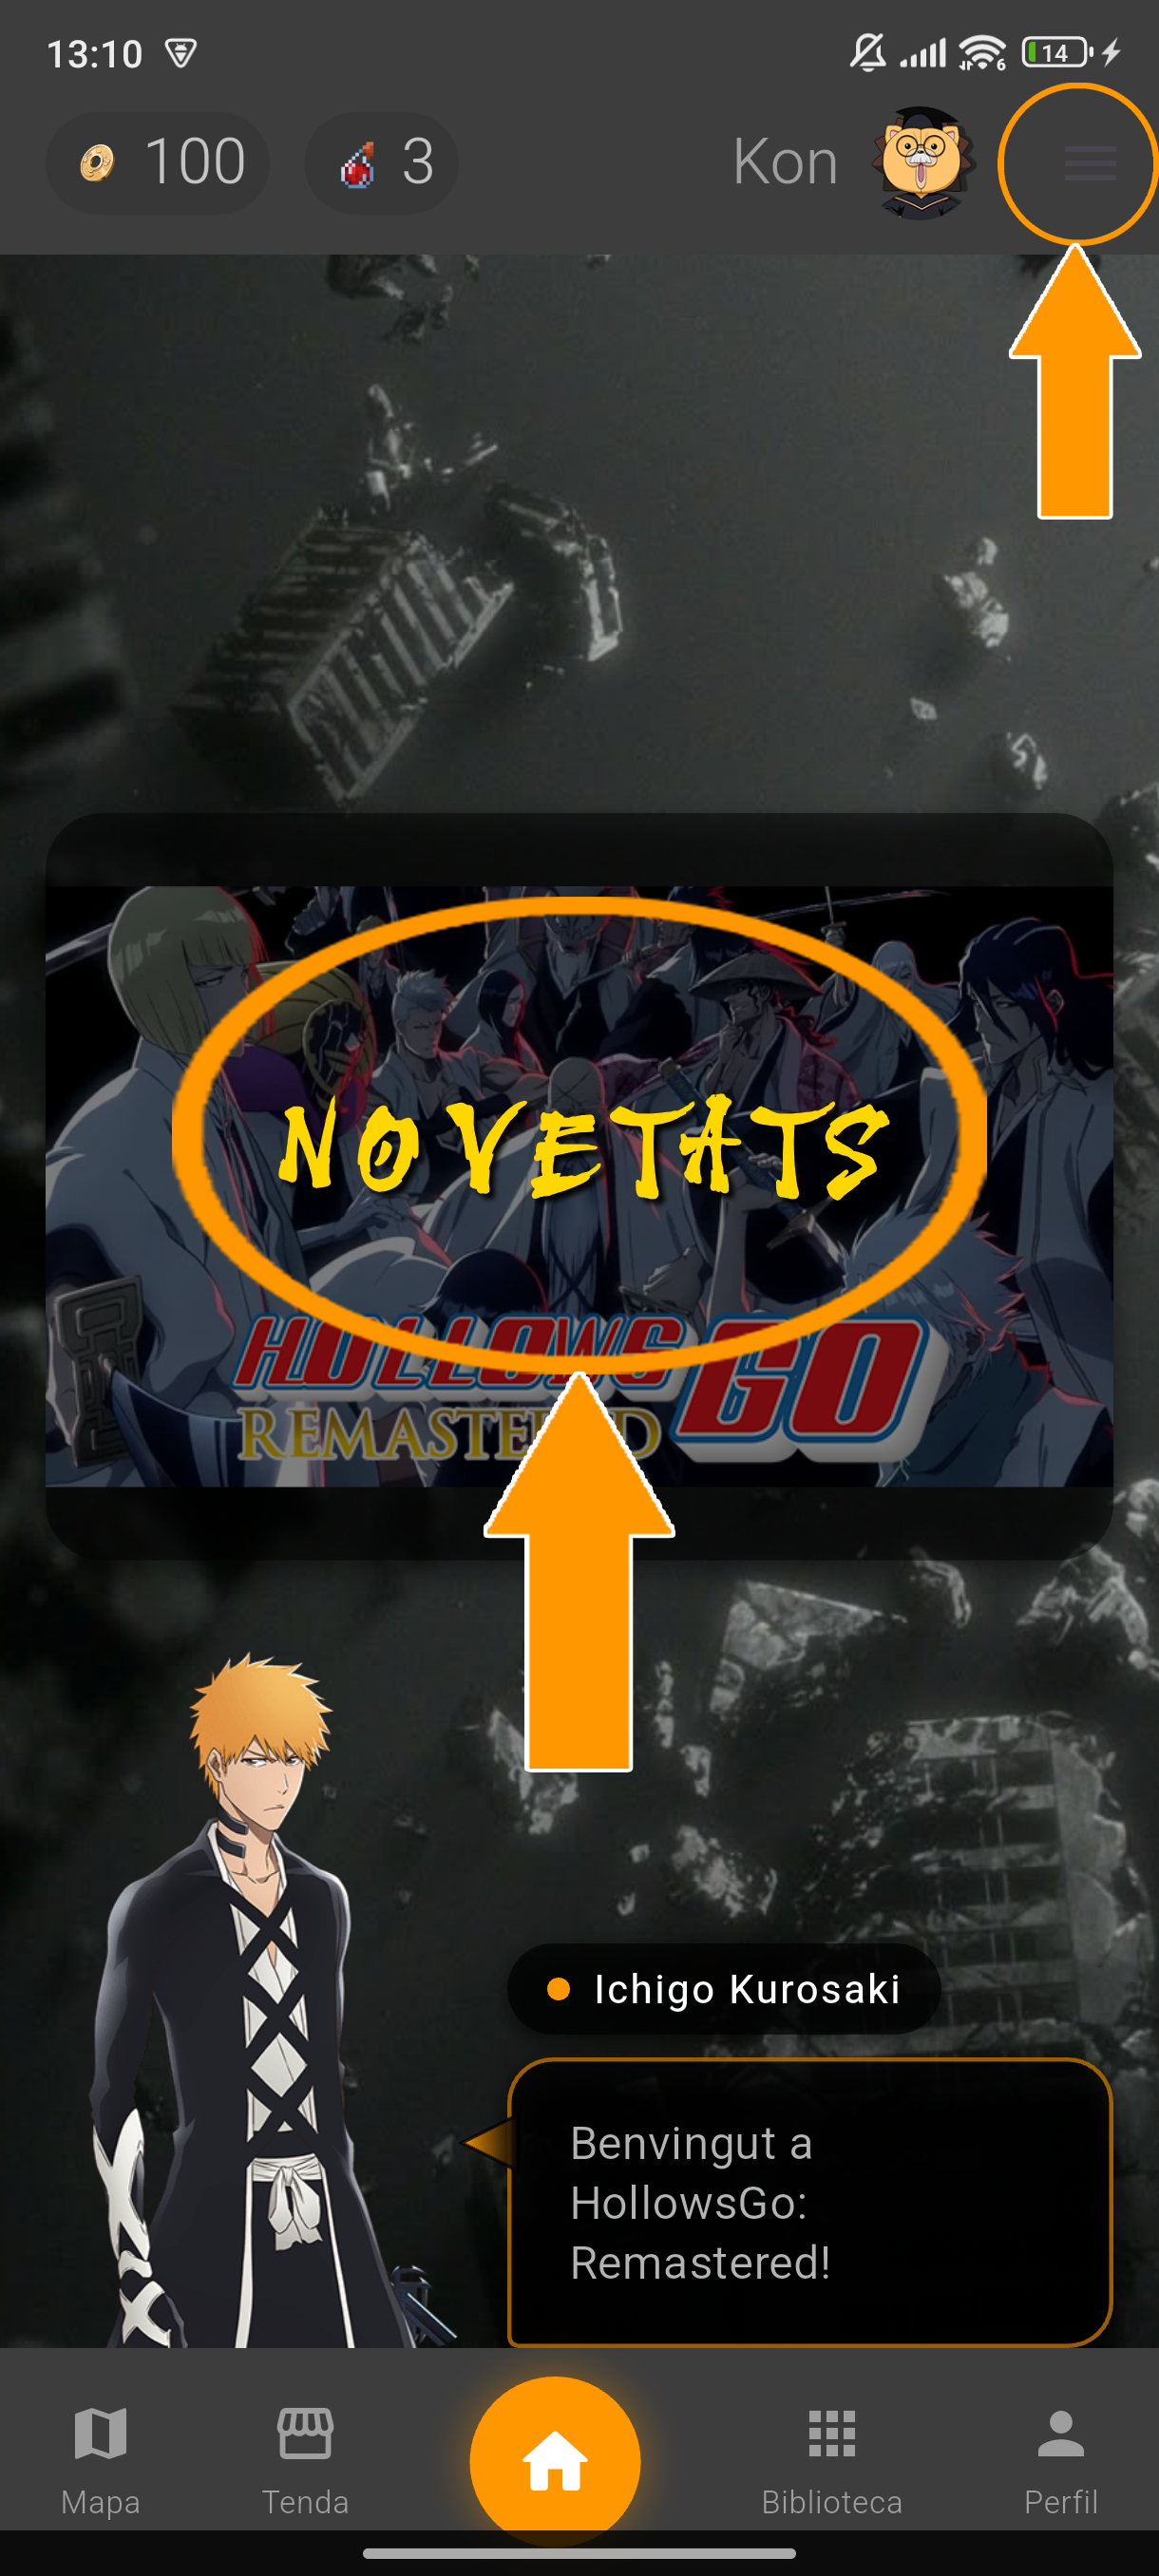 13:10
6
14
100
3
Kon
NOVETATS
HOLLOWS GO
REMASTERED
Ichigo Kurosaki
Benvingut a
HollowsGo:
Remastered!
Mapa
Tenda
Biblioteca
Perfil